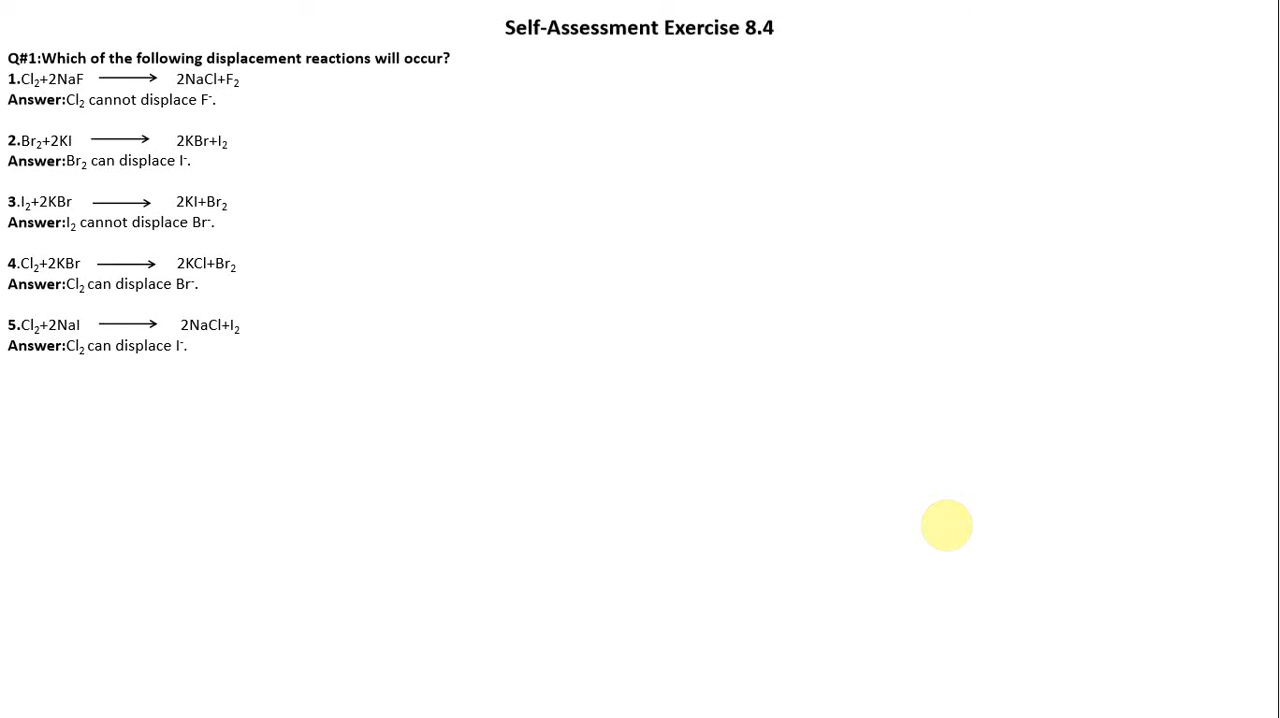 Self-Assessment Exercise 8.4
Q#1:Which of the following displacement reactions will occur?
1.Cl₂+2NaF ⟶ 2NaCl+F₂
Answer:Cl₂ cannot displace F⁻.
2.Br₂+2KI ⟶ 2KBr+I₂
Answer:Br₂ can displace I⁻.
3.I₂+2KBr ⟶ 2KI+Br₂
Answer:I₂ cannot displace Br⁻.
4.Cl₂+2KBr ⟶ 2KCl+Br₂
Answer:Cl₂ can displace Br⁻.
5.Cl₂+2NaI ⟶ 2NaCl+I₂
Answer:Cl₂ can displace I⁻.